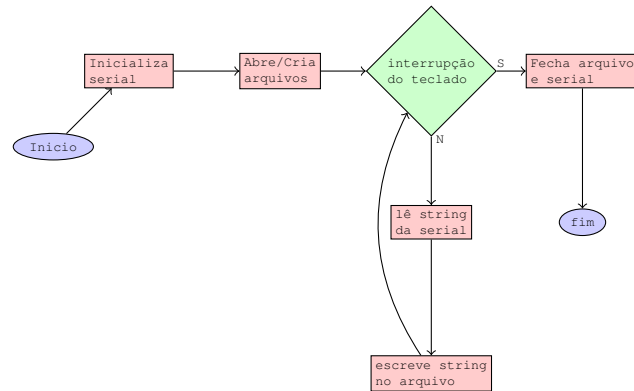 Inicio
Inicializa
serial
Abre/Cria
arquivos
interrupção
do teclado
S
Fecha arquivo
e serial
fim
N
lê string
da serial
escreve string
no arquivo